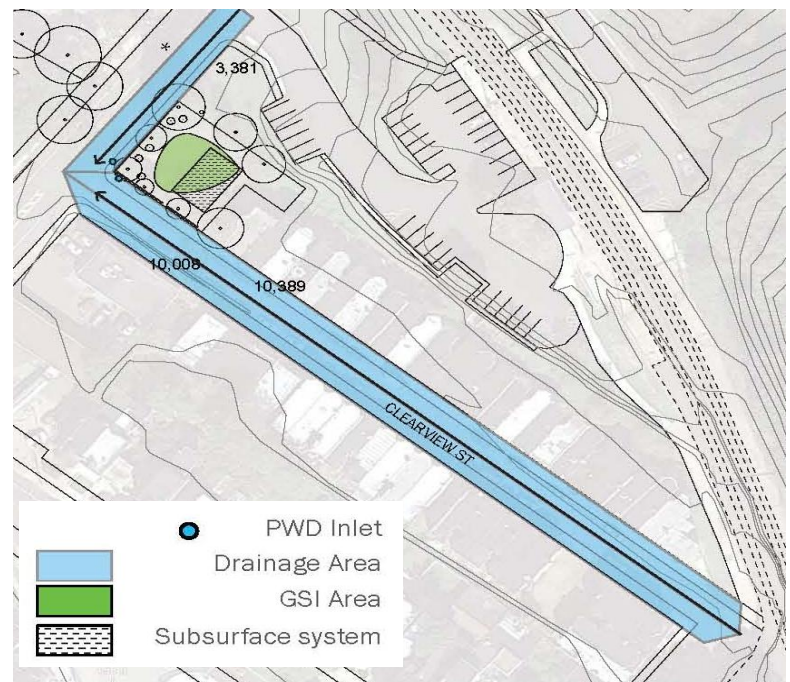 *
3,381
10,008
10,389
CLEARVIEW ST
PWD Inlet
Drainage Area
GSI Area
Subsurface system